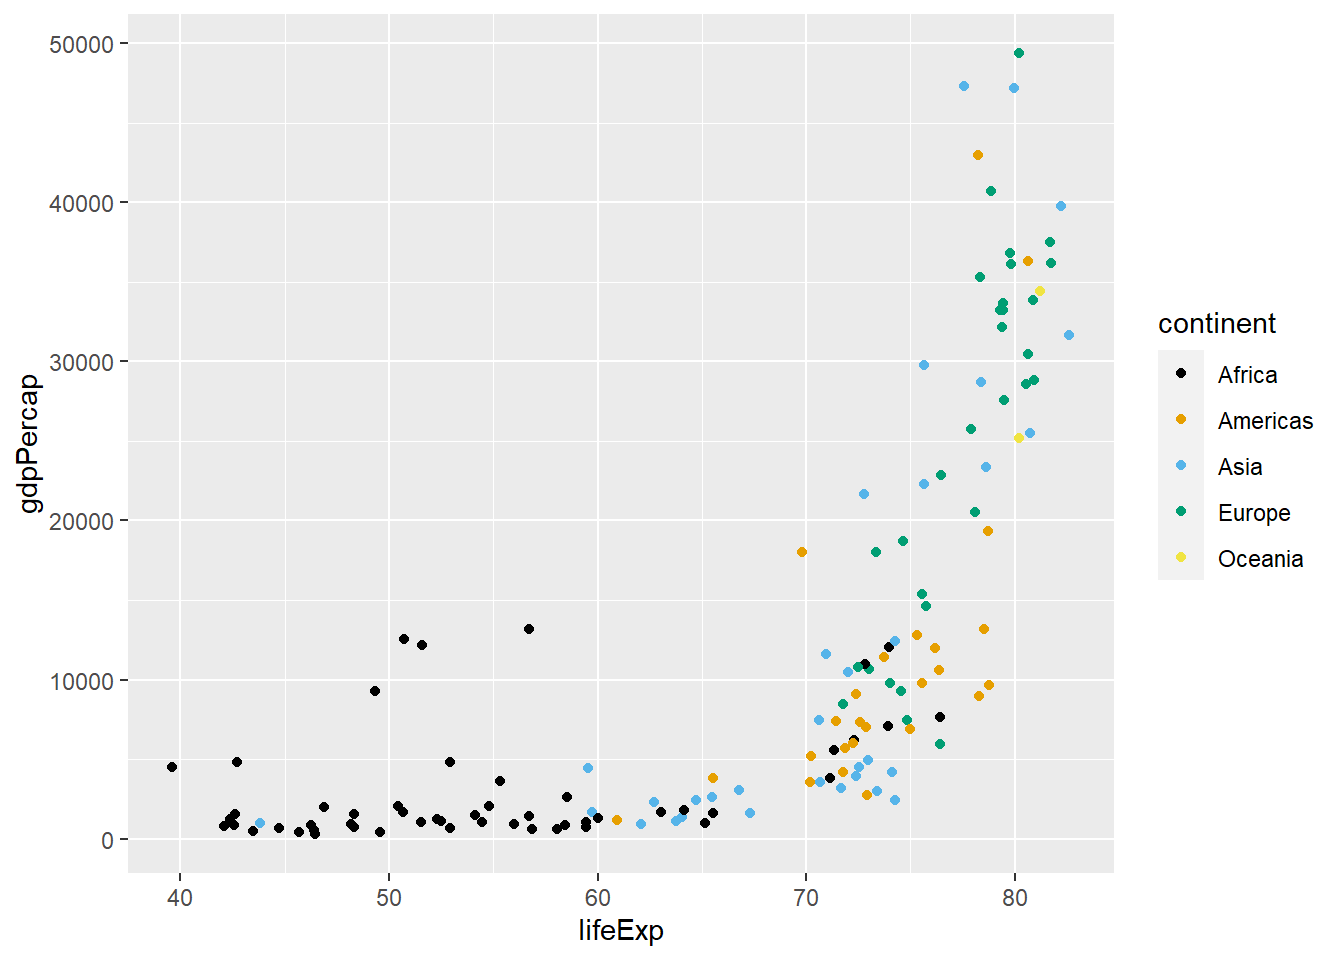 50000
40000
30000
20000
10000
0
gdpPercap
40 50 60 70 80
lifeExp
continent
Africa
Americas
Asia
Europe
Oceania